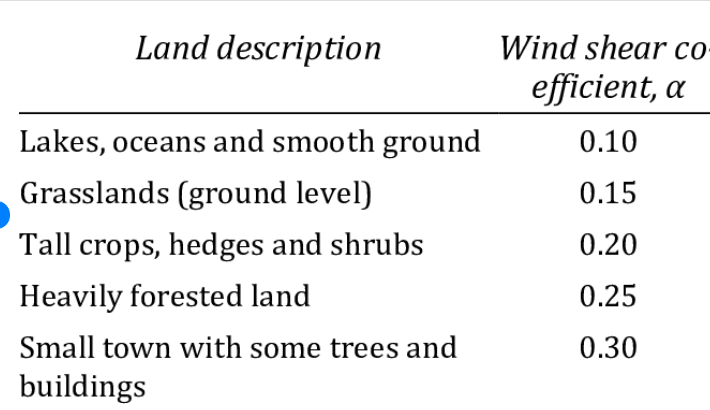 Land description Wind shear co-
efficient, α
Lakes, oceans and smooth ground 0.10
Grasslands (ground level) 0.15
Tall crops, hedges and shrubs 0.20
Heavily forested land 0.25
Small town with some trees and 0.30
buildings